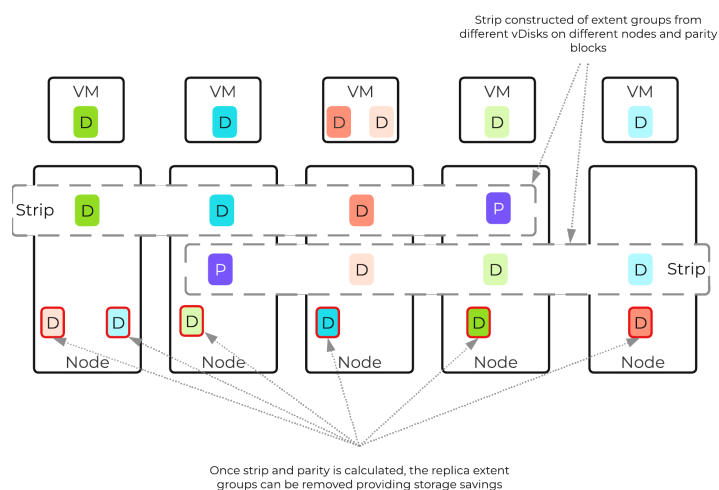 Strip constructed of extent groups from
different vDisks on different nodes and parity
blocks
VM VM VM VM VM
D D D D D D
Strip D D D P
P D D D Strip
D D D D D D
Node Node Node Node Node
Once strip and parity is calculated, the replica extent
groups can be removed providing storage savings